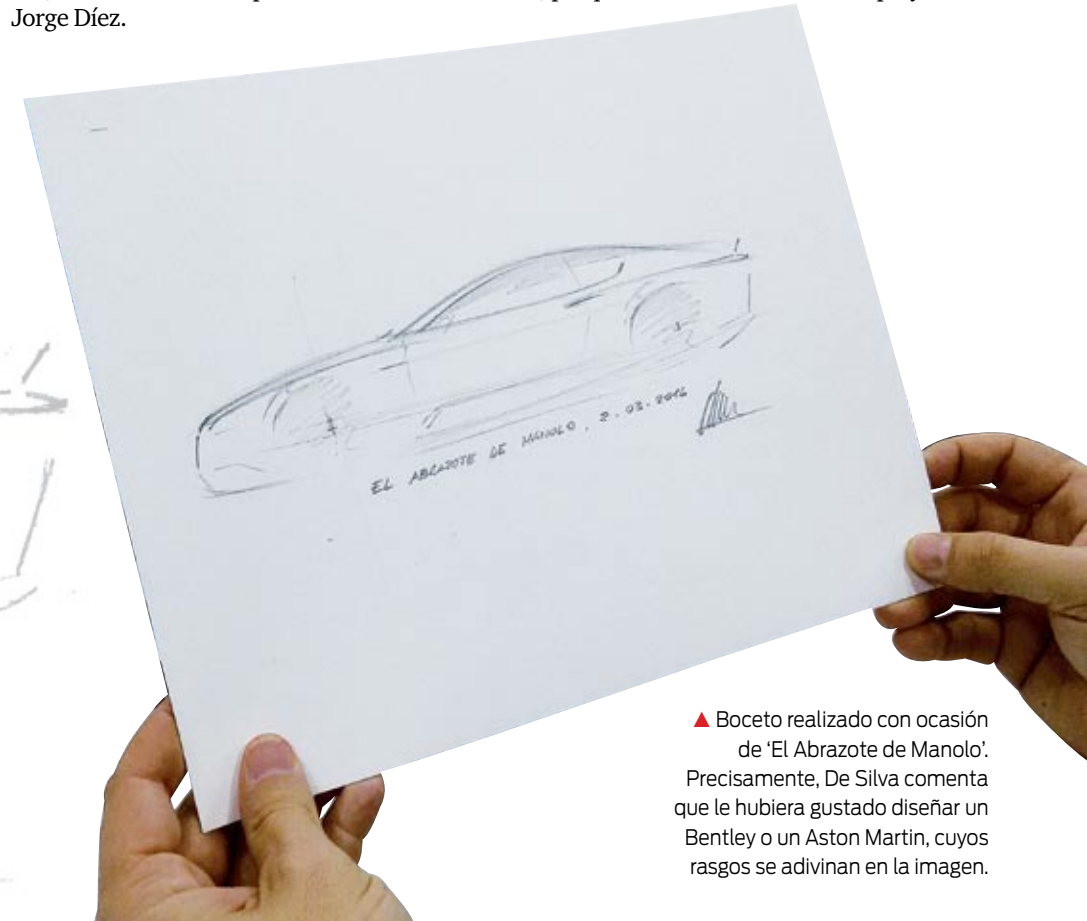 Jorge Díez.
EL ABRAZOTE DE MANOLO, 2.03.2016
▲ Boceto realizado con ocasión
de ‘El Abrazote de Manolo’.
Precisamente, De Silva comenta
que le hubiera gustado diseñar un
Bentley o un Aston Martin, cuyos
rasgos se adivinan en la imagen.